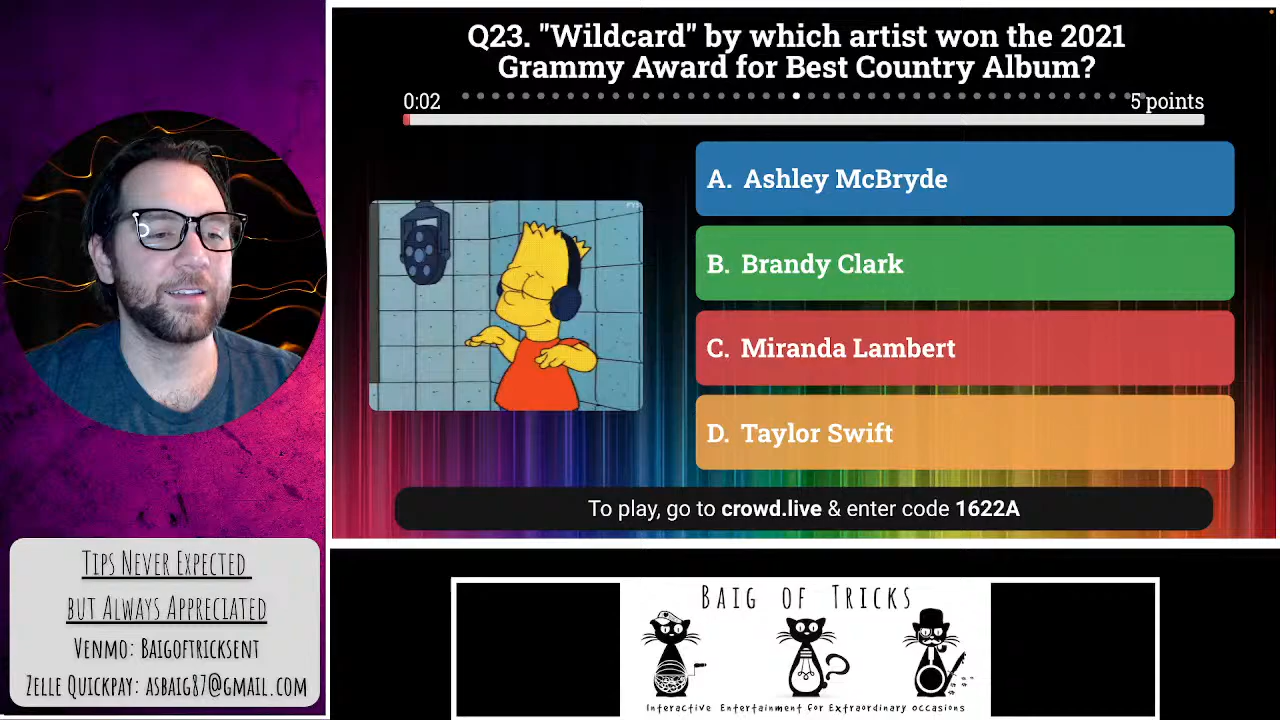 Q23. "Wildcard" by which artist won the 2021
Grammy Award for Best Country Album?
0:02
5 points
A. Ashley McBryde
B. Brandy Clark
C. Miranda Lambert
D. Taylor Swift
To play, go to crowd.live & enter code 1622A
Tips Never Expected
but Always Appreciated
Venmo: Baigoftricksent
Zelle Quickpay: asbaig87@gmail.com
Baig of Tricks
Interactive Entertainment for Extraordinary Occasions